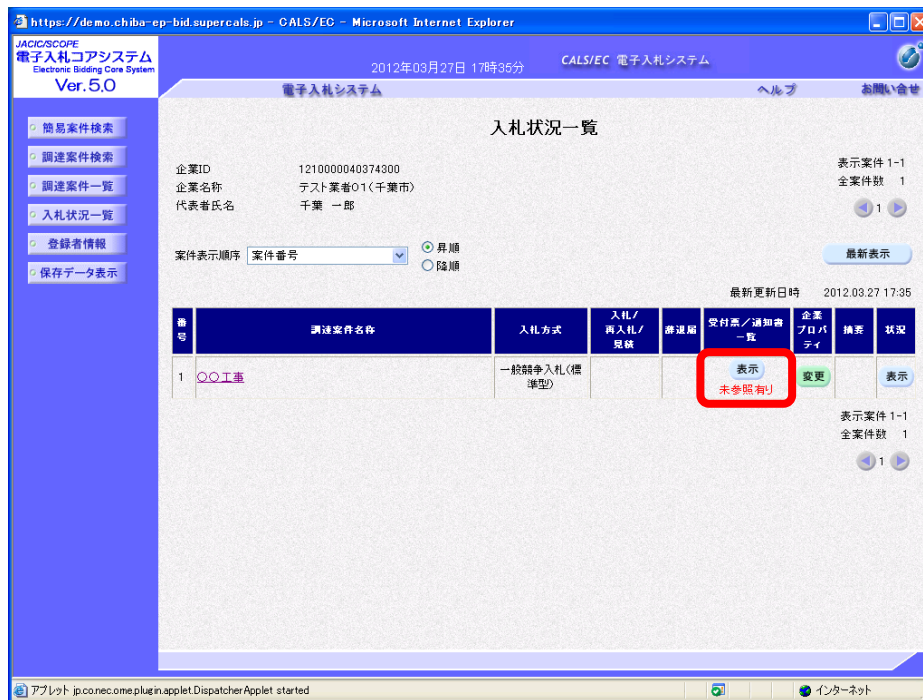 https://demo.chiba-ep-bid.supercals.jp - CALS/EC - Microsoft Internet Explorer
JACIC/SCOPE
電子入札コアシステム
Electronic Bidding Core System
Ver.5.0
2012年03月27日 17時35分
CALS/EC 電子入札システム
電子入札システム
ヘルプ
お問い合せ
簡易案件検索
調達案件検索
調達案件一覧
入札状況一覧
登録者情報
保存データ表示
入札状況一覧
企業ID 1210000040374300
企業名称 テスト業者01(千葉市)
代表者氏名 千葉 一郎
表示案件 1-1
全案件数 1
1
案件表示順序 案件番号
昇順
降順
最新表示
最新更新日時 2012.03.27 17:35
番号 調達案件名称 入札方式 入札/再入札/見積 辞退届 受付票/通知書一覧 企業プロパティ 摘要 状況
1 〇〇工事 一般競争入札(標準型) 表示 未参照有り 変更 表示
表示案件 1-1
全案件数 1
1
アプレット jp.co.nec.ome.plugin.applet.DispatcherApplet started
インターネット